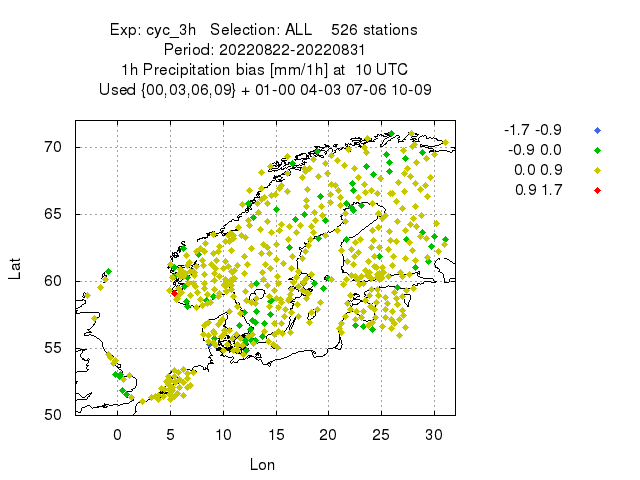 Exp: cyc_3h Selection: ALL 526 stations
Period: 20220822-20220831
1h Precipitation bias [mm/1h] at 10 UTC
Used {00,03,06,09} + 01-00 04-03 07-06 10-09
-1.7 -0.9
-0.9 0.0
0.0 0.9
0.9 1.7
70
65
60
55
50
Lat
0 5 10 15 20 25 30
Lon